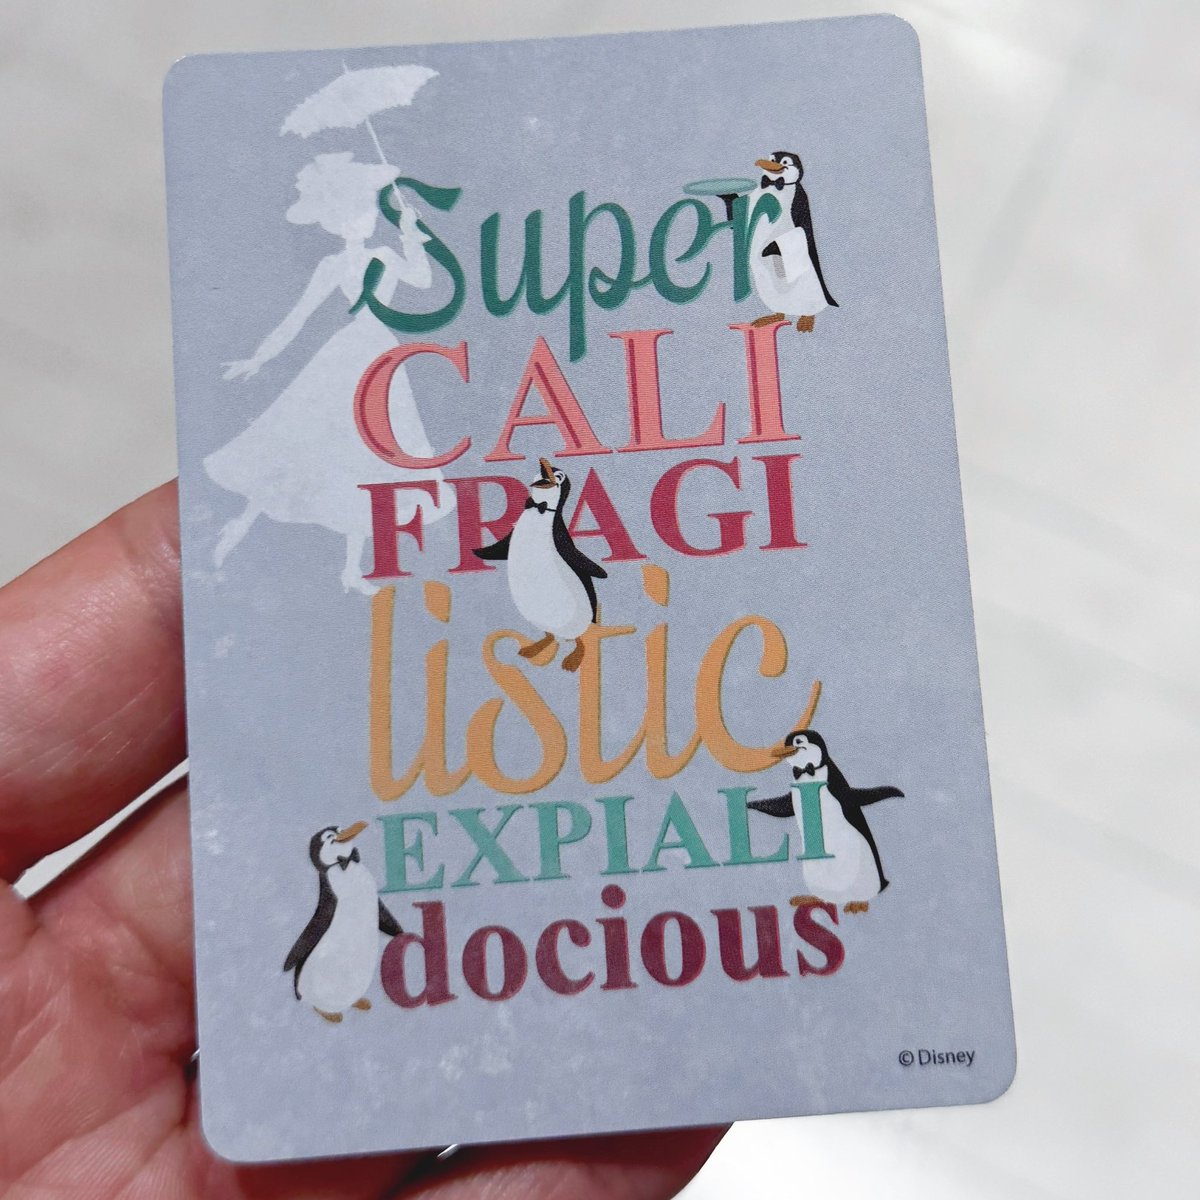 Super
CALI
FRAGI
listic
EXPIALI
docious
© Disney